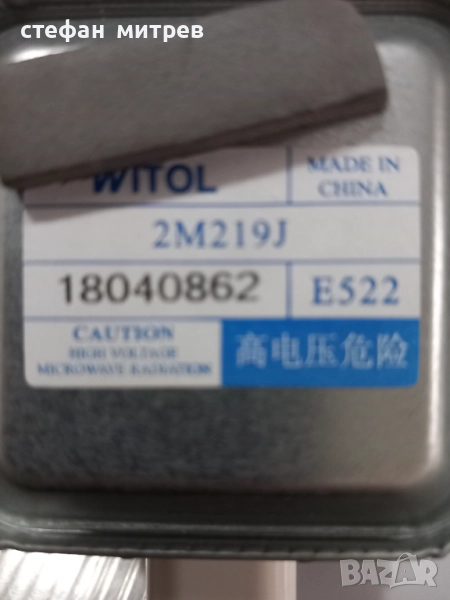 стефан митрев
WITOL
MADE IN
CHINA
2M219J
18040862
E522
CAUTION
HIGH VOLTAGE
MICROWAVE RADIATION
高电压危险
BAZAR